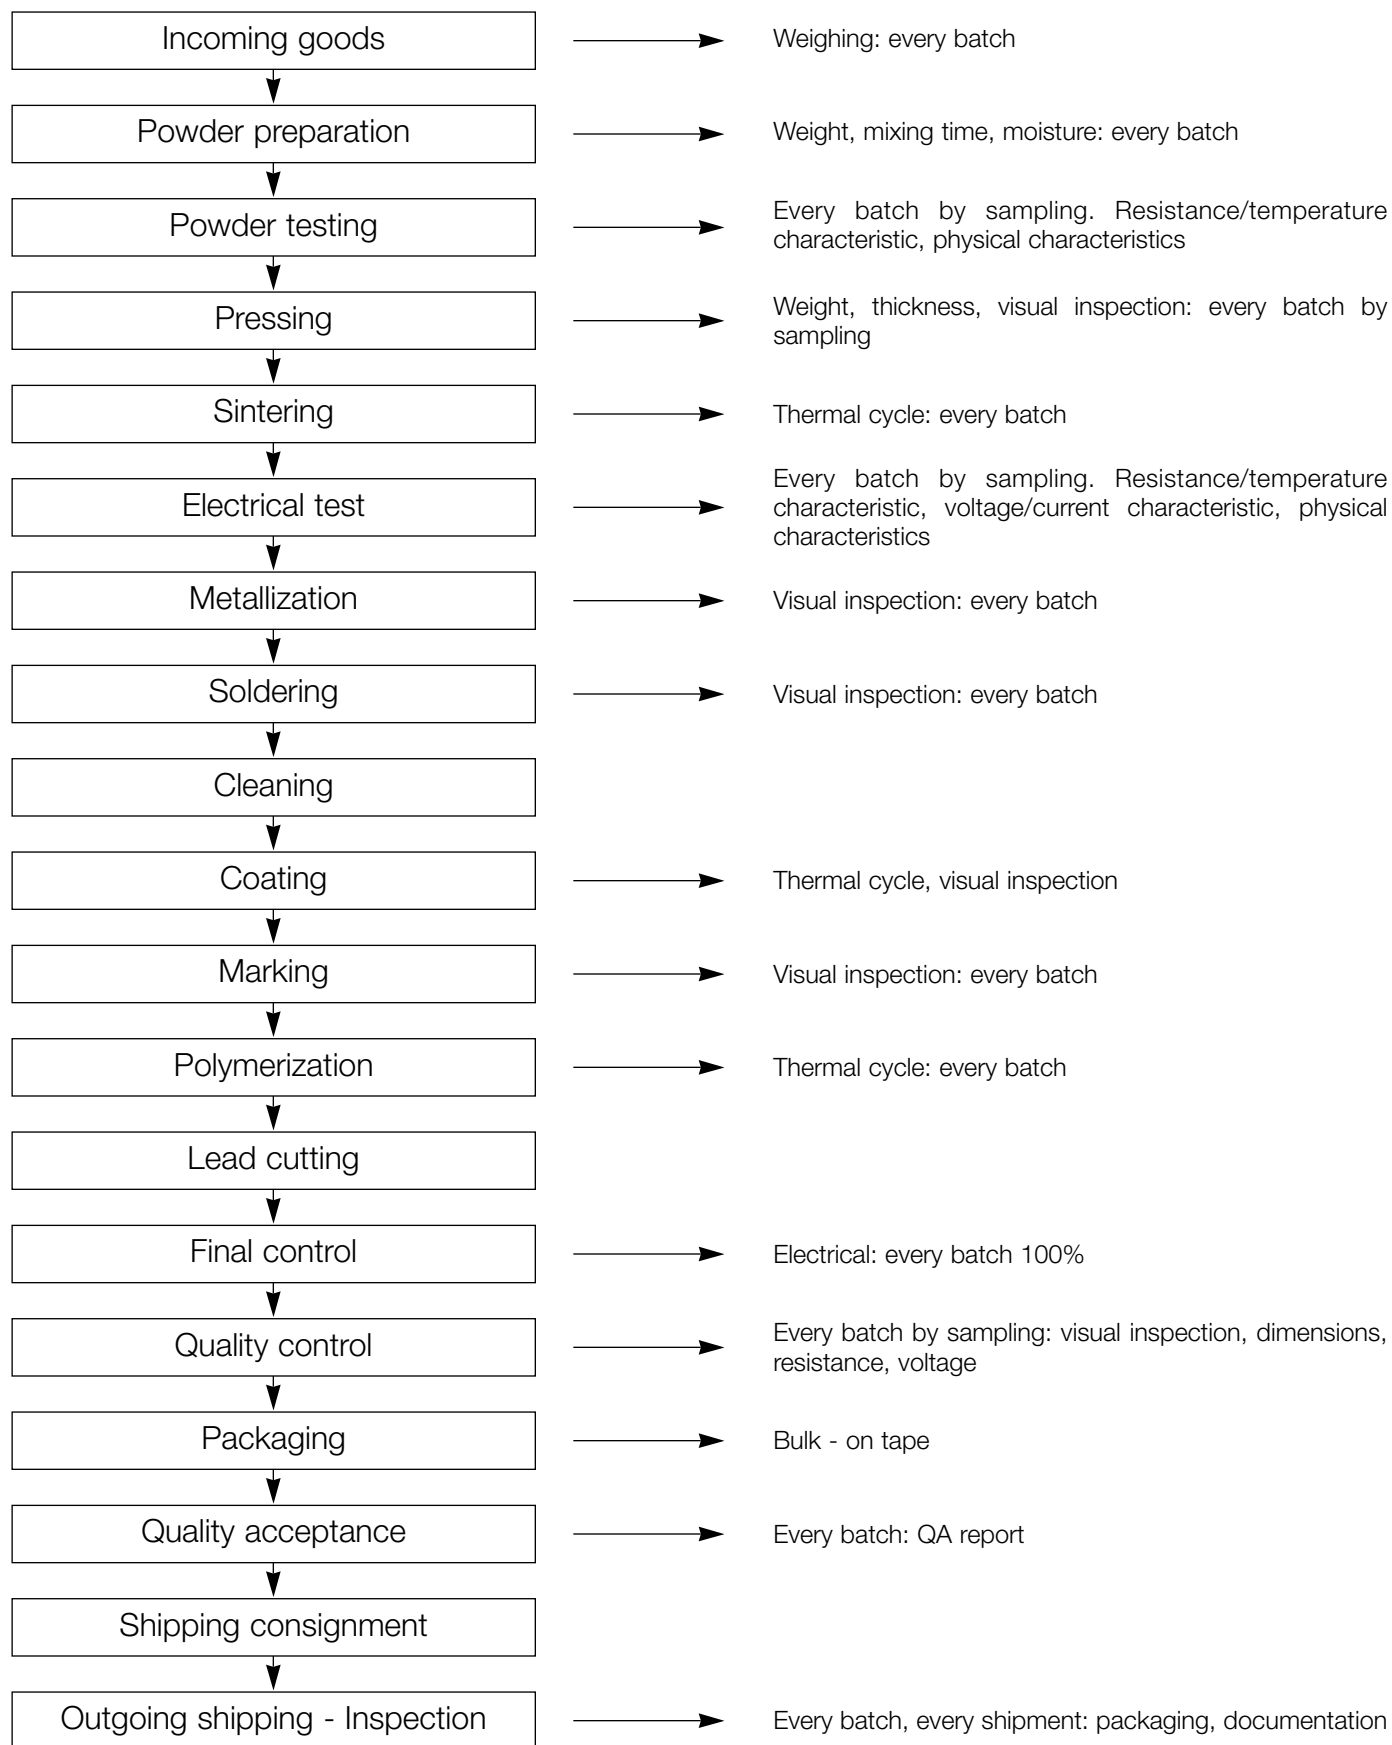 Incoming goods
Weighing: every batch
Powder preparation
Weight, mixing time, moisture: every batch
Powder testing
Every batch by sampling. Resistance/temperature
characteristic, physical characteristics
Pressing
Weight, thickness, visual inspection: every batch by
sampling
Sintering
Thermal cycle: every batch
Electrical test
Every batch by sampling. Resistance/temperature
characteristic, voltage/current characteristic, physical
characteristics
Metallization
Visual inspection: every batch
Soldering
Visual inspection: every batch
Cleaning
Coating
Thermal cycle, visual inspection
Marking
Visual inspection: every batch
Polymerization
Thermal cycle: every batch
Lead cutting
Final control
Electrical: every batch 100%
Quality control
Every batch by sampling: visual inspection, dimensions,
resistance, voltage
Packaging
Bulk - on tape
Quality acceptance
Every batch: QA report
Shipping consignment
Outgoing shipping - Inspection
Every batch, every shipment: packaging, documentation